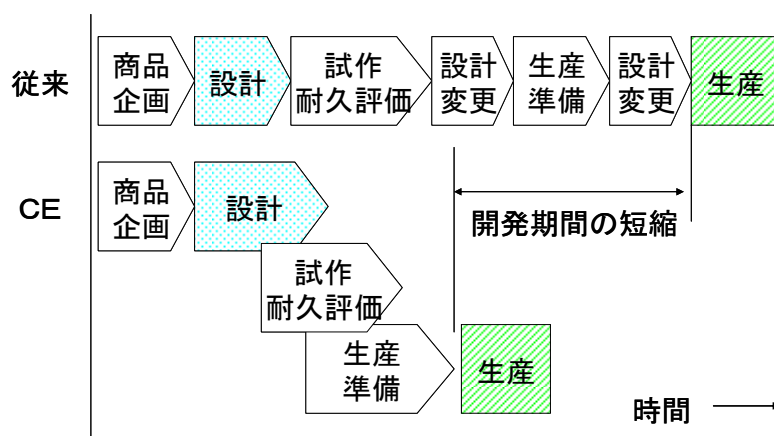 従来
商品
企画
設計
試作
耐久評価
設計
変更
生産
準備
設計
変更
生産
CE
商品
企画
設計
開発期間の短縮
試作
耐久評価
生産
準備
生産
時間